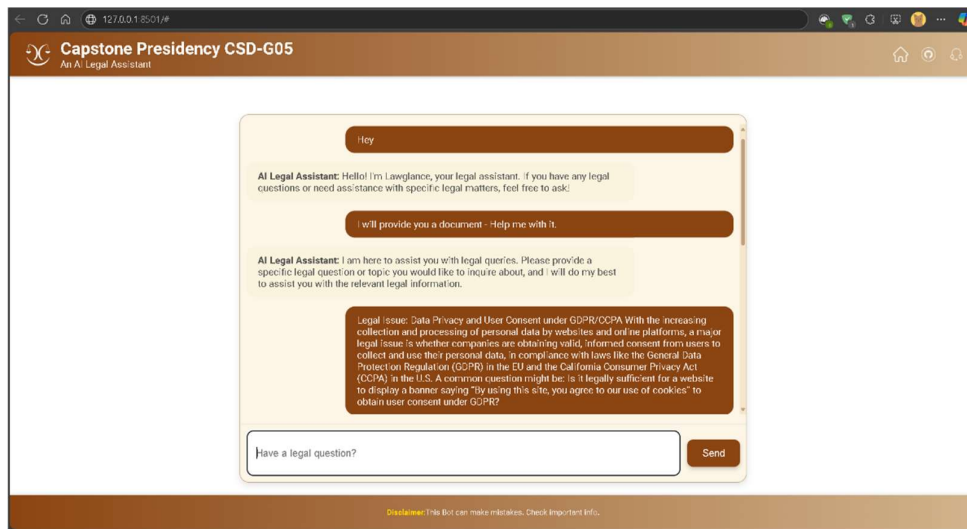 127.0.0.1:8501/#
Capstone Presidency CSD-G05
An AI Legal Assistant
Hey
AI Legal Assistant: Hello! I'm Lawglance, your legal assistant. If you have any legal
questions or need assistance with specific legal matters, feel free to ask!
I will provide you a document - Help me with it.
AI Legal Assistant: I am here to assist you with legal queries. Please provide a
specific legal question or topic you would like to inquire about, and I will do my best
to assist you with the relevant legal information.
Legal Issue: Data Privacy and User Consent under GDPR/CCPA With the increasing
collection and processing of personal data by websites and online platforms, a major
legal issue is whether companies are obtaining valid, informed consent from users to
collect and use their personal data, in compliance with laws like the General Data
Protection Regulation (GDPR) in the EU and the California Consumer Privacy Act
(CCPA) in the U.S. A common question might be: Is it legally sufficient for a website
to display a banner saying "By using this site, you agree to our use of cookies" to
obtain user consent under GDPR?
Have a legal question?
Send
Disclaimer:This Bot can make mistakes. Check important info.